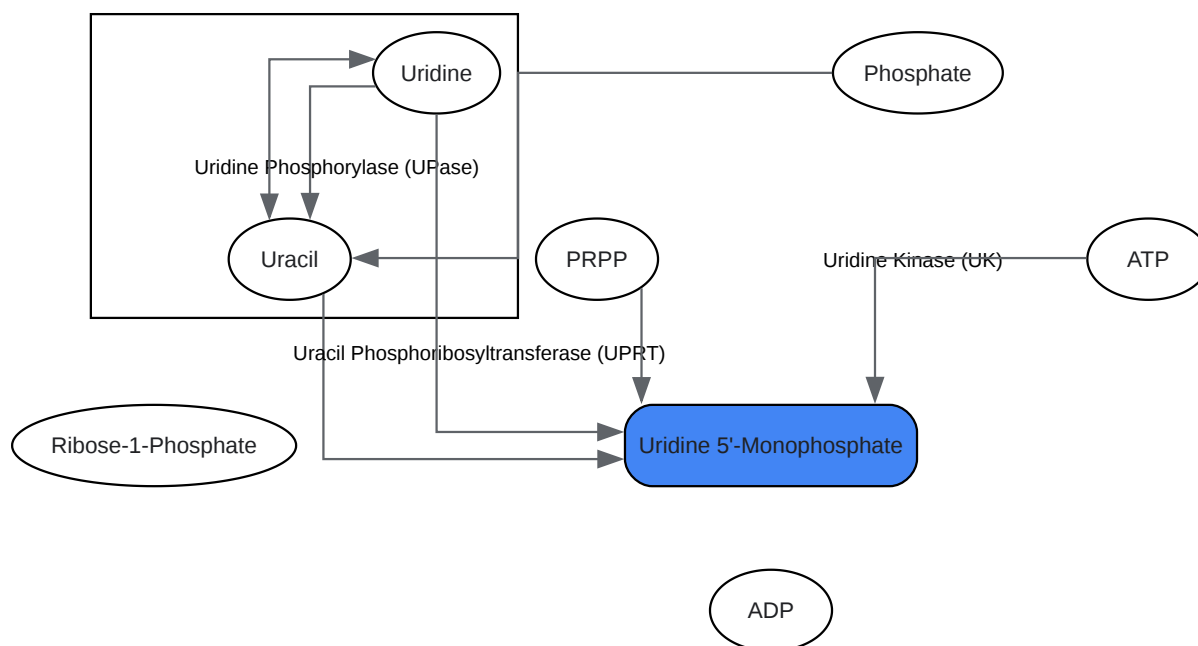 Uridine
Phosphate
Uridine Phosphorylase (UPase)
Uracil
PRPP
Uridine Kinase (UK)
ATP
Uracil Phosphoribosyltransferase (UPRT)
Ribose-1-Phosphate
Uridine 5'-Monophosphate
ADP